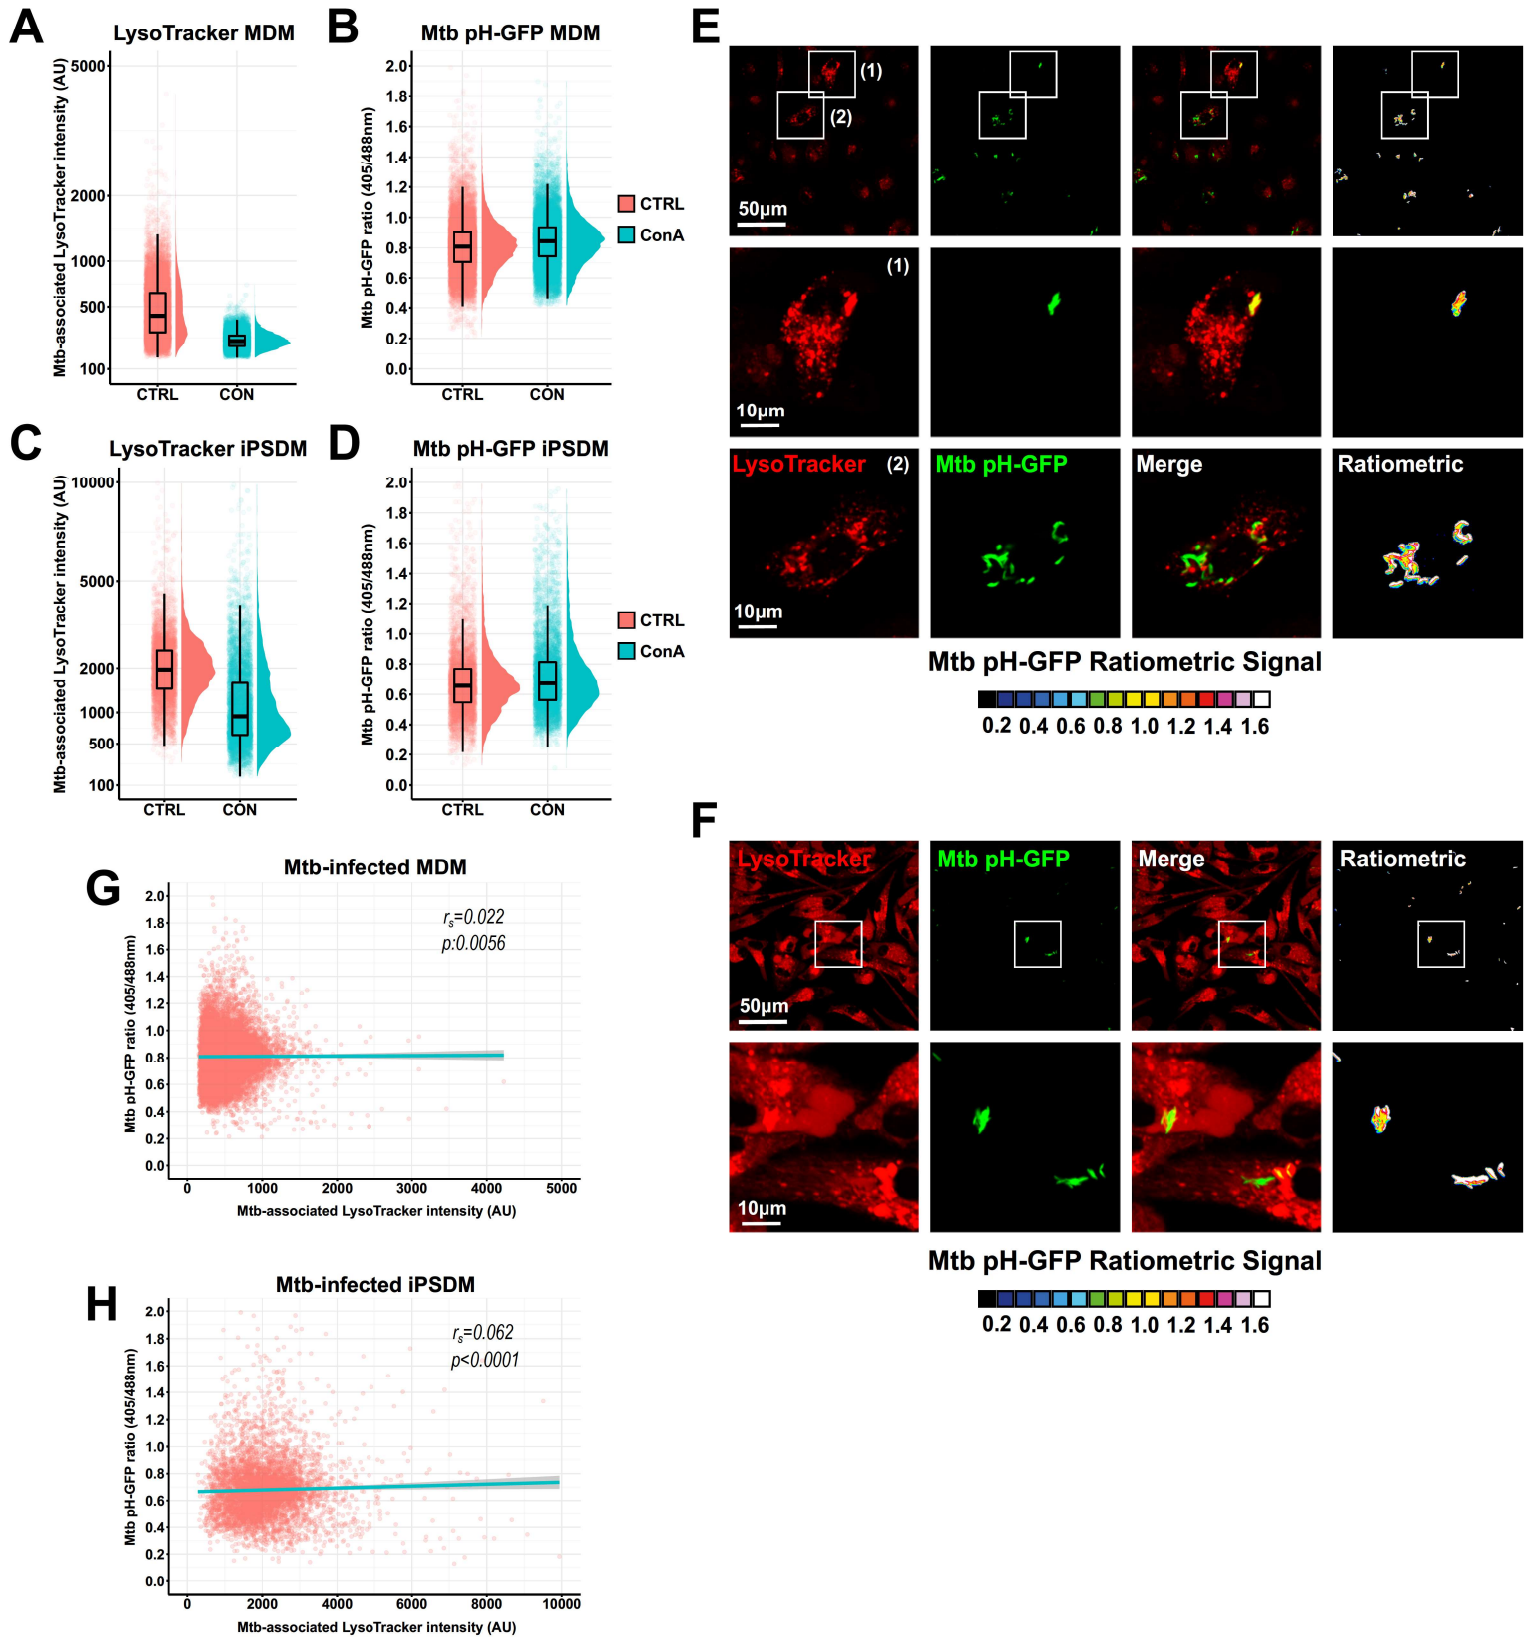 A
LysoTracker MDM
Mtb-associated LysoTracker intensity (AU)
5000
2000
1000
500
100
CTRL
CON
B
Mtb pH-GFP MDM
Mtb pH-GFP ratio (405/488nm)
2.0
1.8
1.6
1.4
1.2
1.0
0.8
0.6
0.4
0.2
0.0
CTRL
CON
CTRL
ConA
C
LysoTracker iPSDM
Mtb-associated LysoTracker intensity (AU)
10000
5000
2000
1000
500
100
CTRL
CON
D
Mtb pH-GFP iPSDM
Mtb pH-GFP ratio (405/488nm)
2.0
1.8
1.6
1.4
1.2
1.0
0.8
0.6
0.4
0.2
0.0
CTRL
CON
CTRL
ConA
E
(1)
(2)
50µm
(1)
10µm
LysoTracker (2)
Mtb pH-GFP
Merge
Ratiometric
10µm
Mtb pH-GFP Ratiometric Signal
0.2 0.4 0.6 0.8 1.0 1.2 1.4 1.6
F
LysoTracker
Mtb pH-GFP
Merge
Ratiometric
50µm
10µm
Mtb pH-GFP Ratiometric Signal
0.2 0.4 0.6 0.8 1.0 1.2 1.4 1.6
G
Mtb-infected MDM
rs=0.022
p:0.0056
Mtb pH-GFP ratio (405/488nm)
2.0
1.8
1.6
1.4
1.2
1.0
0.8
0.6
0.4
0.2
0.0
0 1000 2000 3000 4000 5000
Mtb-associated LysoTracker intensity (AU)
H
Mtb-infected iPSDM
rs=0.062
p<0.0001
Mtb pH-GFP ratio (405/488nm)
2.0
1.8
1.6
1.4
1.2
1.0
0.8
0.6
0.4
0.2
0.0
0 2000 4000 6000 8000 10000
Mtb-associated LysoTracker intensity (AU)